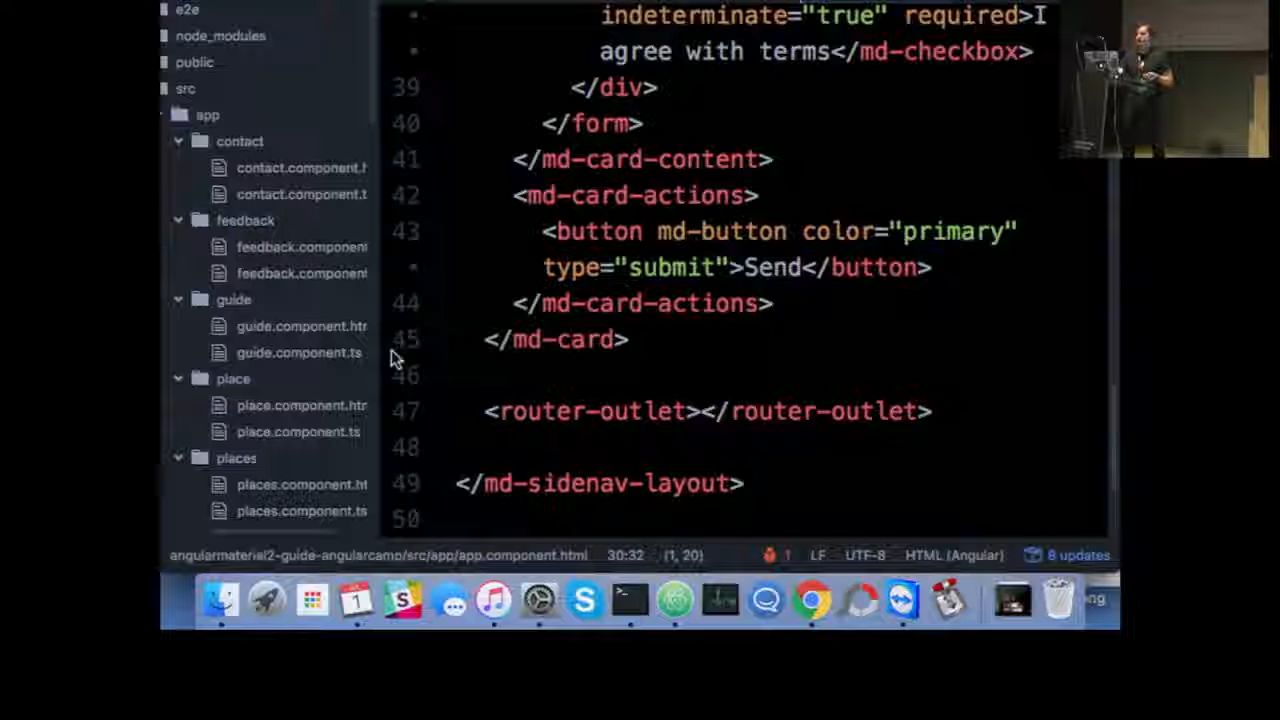 e2e
node_modules
public
src
app
contact
contact.component.h
contact.component.t
feedback
feedback.component
feedback.component
guide
guide.component.htm
guide.component.ts
place
place.component.htm
place.component.ts
places
places.component.ht
places.component.ts
indeterminate="true" required>I
agree with terms</md-checkbox>
39 </div>
40 </form>
41 </md-card-content>
42 <md-card-actions>
43 <button md-button color="primary"
type="submit">Send</button>
44 </md-card-actions>
45 </md-card>
46
47 <router-outlet></router-outlet>
48
49 </md-sidenav-layout>
50
angularmaterial2-guide-angularcamp/src/app/app.component.html 30:32 (1, 20) 1 LF UTF-8 HTML (Angular) 8 updates
1
S
ong